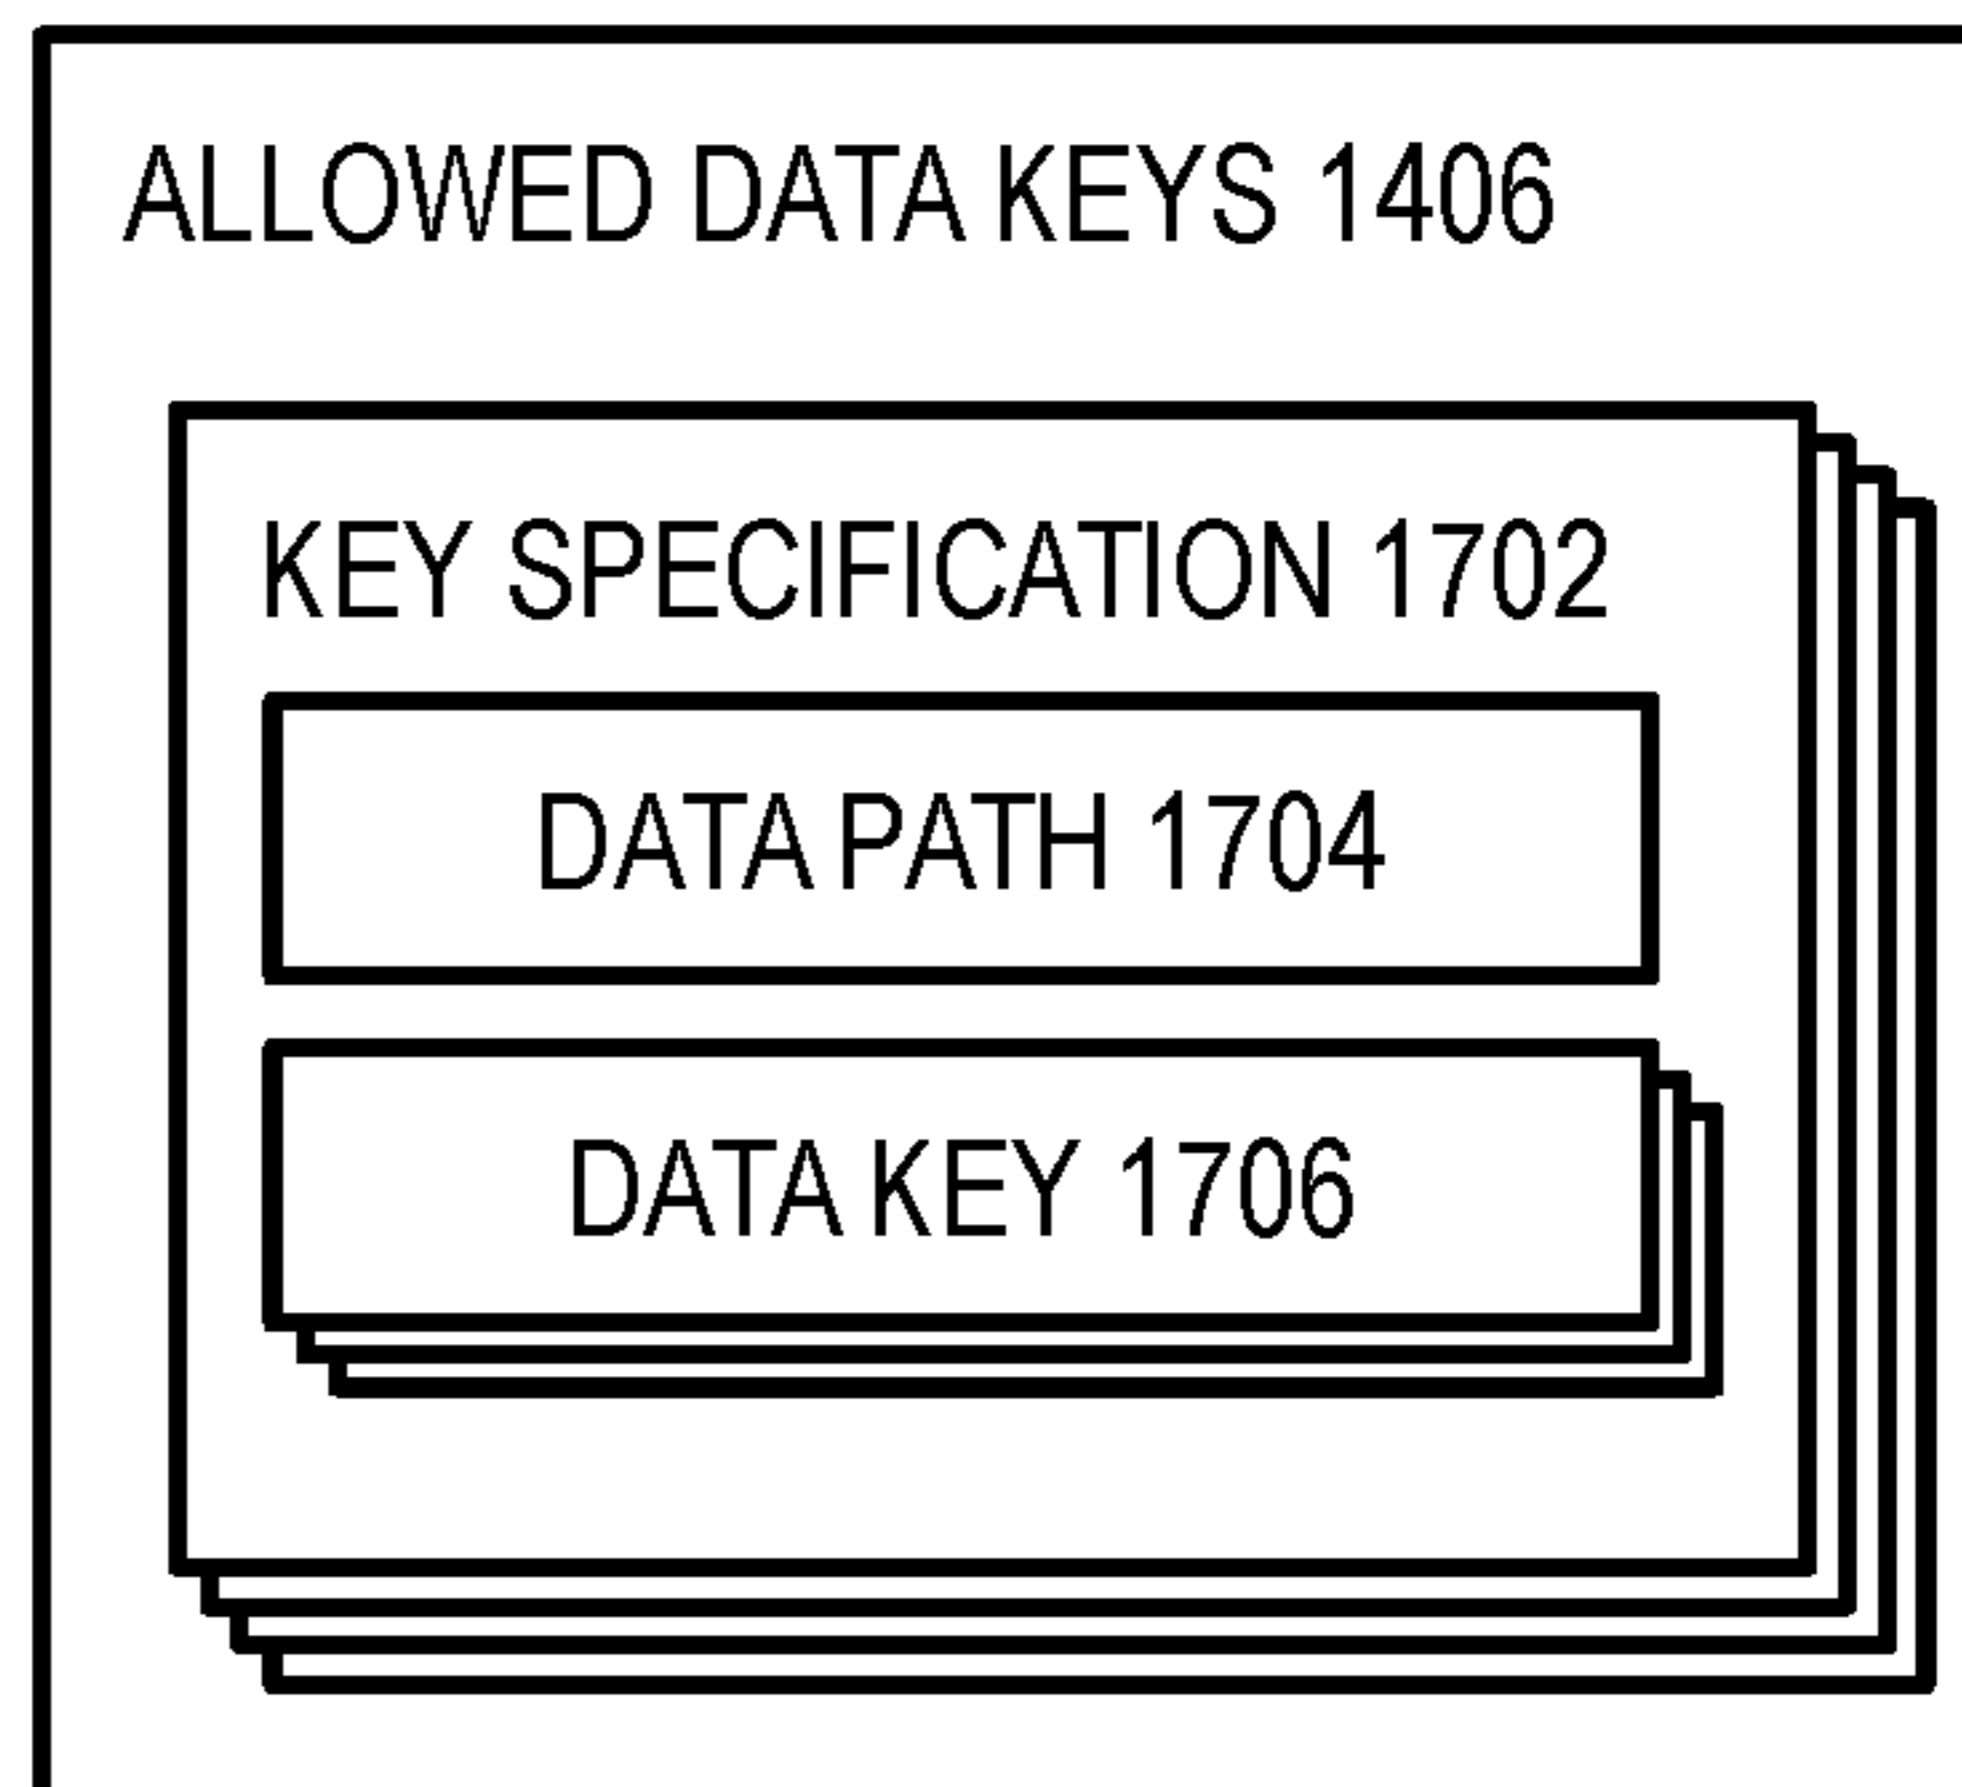 ALLOWED DATA KEYS 1406
KEY SPECIFICATION 1702
DATA PATH 1704
DATA KEY 1706